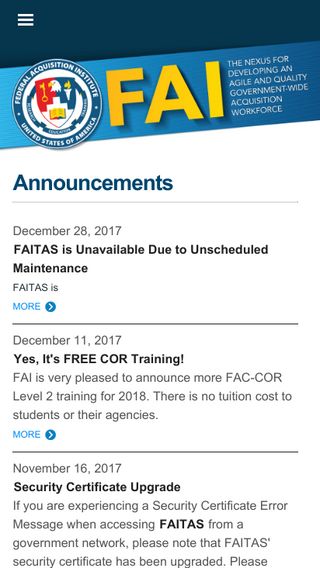 FEDERAL ACQUISITION INSTITUTE
UNITED STATES OF AMERICA
FAI
THE NEXUS FOR
DEVELOPING AN
AGILE AND QUALITY
GOVERNMENT-WIDE
ACQUISITION
WORKFORCE
Announcements
December 28, 2017
FAITAS is Unavailable Due to Unscheduled
Maintenance
FAITAS is
MORE
December 11, 2017
Yes, It's FREE COR Training!
FAI is very pleased to announce more FAC-COR
Level 2 training for 2018. There is no tuition cost to
students or their agencies.
MORE
November 16, 2017
Security Certificate Upgrade
If you are experiencing a Security Certificate Error
Message when accessing FAITAS from a
government network, please note that FAITAS'
security certificate has been upgraded. Please